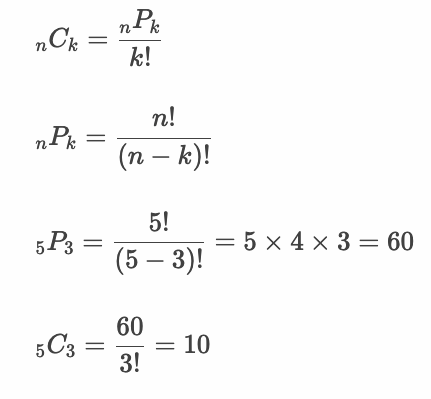 ₙCₖ = ₙPₖ / k!
ₙPₖ = n! / (n − k)!
₅P₃ = 5! / (5 − 3)! = 5 × 4 × 3 = 60
₅C₃ = 60 / 3! = 10